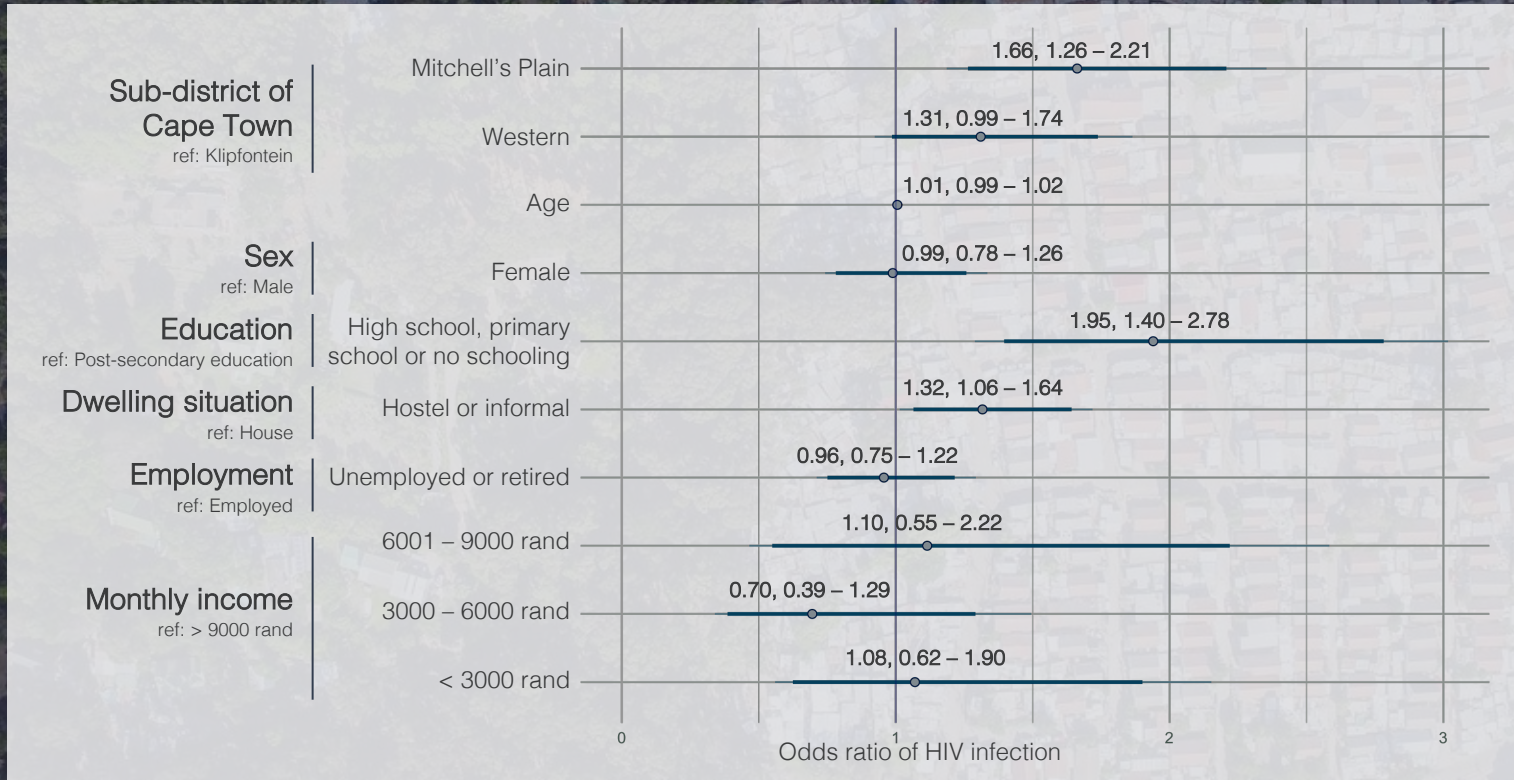 Sub-district of
Cape Town
ref: Klipfontein
Mitchell's Plain
1.66, 1.26 – 2.21
Western
1.31, 0.99 – 1.74
Age
1.01, 0.99 – 1.02
Sex
ref: Male
Female
0.99, 0.78 – 1.26
Education
ref: Post-secondary education
High school, primary
school or no schooling
1.95, 1.40 – 2.78
Dwelling situation
ref: House
Hostel or informal
1.32, 1.06 – 1.64
Employment
ref: Employed
Unemployed or retired
0.96, 0.75 – 1.22
Monthly income
ref: > 9000 rand
6001 – 9000 rand
1.10, 0.55 – 2.22
3000 – 6000 rand
0.70, 0.39 – 1.29
< 3000 rand
1.08, 0.62 – 1.90
0 1 2 3
Odds ratio of HIV infection